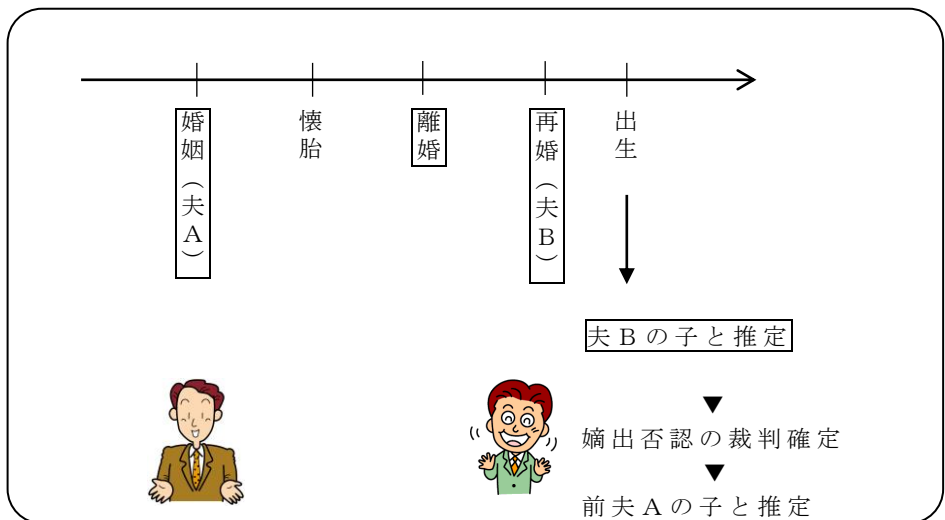 婚姻（夫A）
懐胎
離婚
再婚（夫B）
出生
夫Bの子と推定
▼
嫡出否認の裁判確定
▼
前夫Aの子と推定